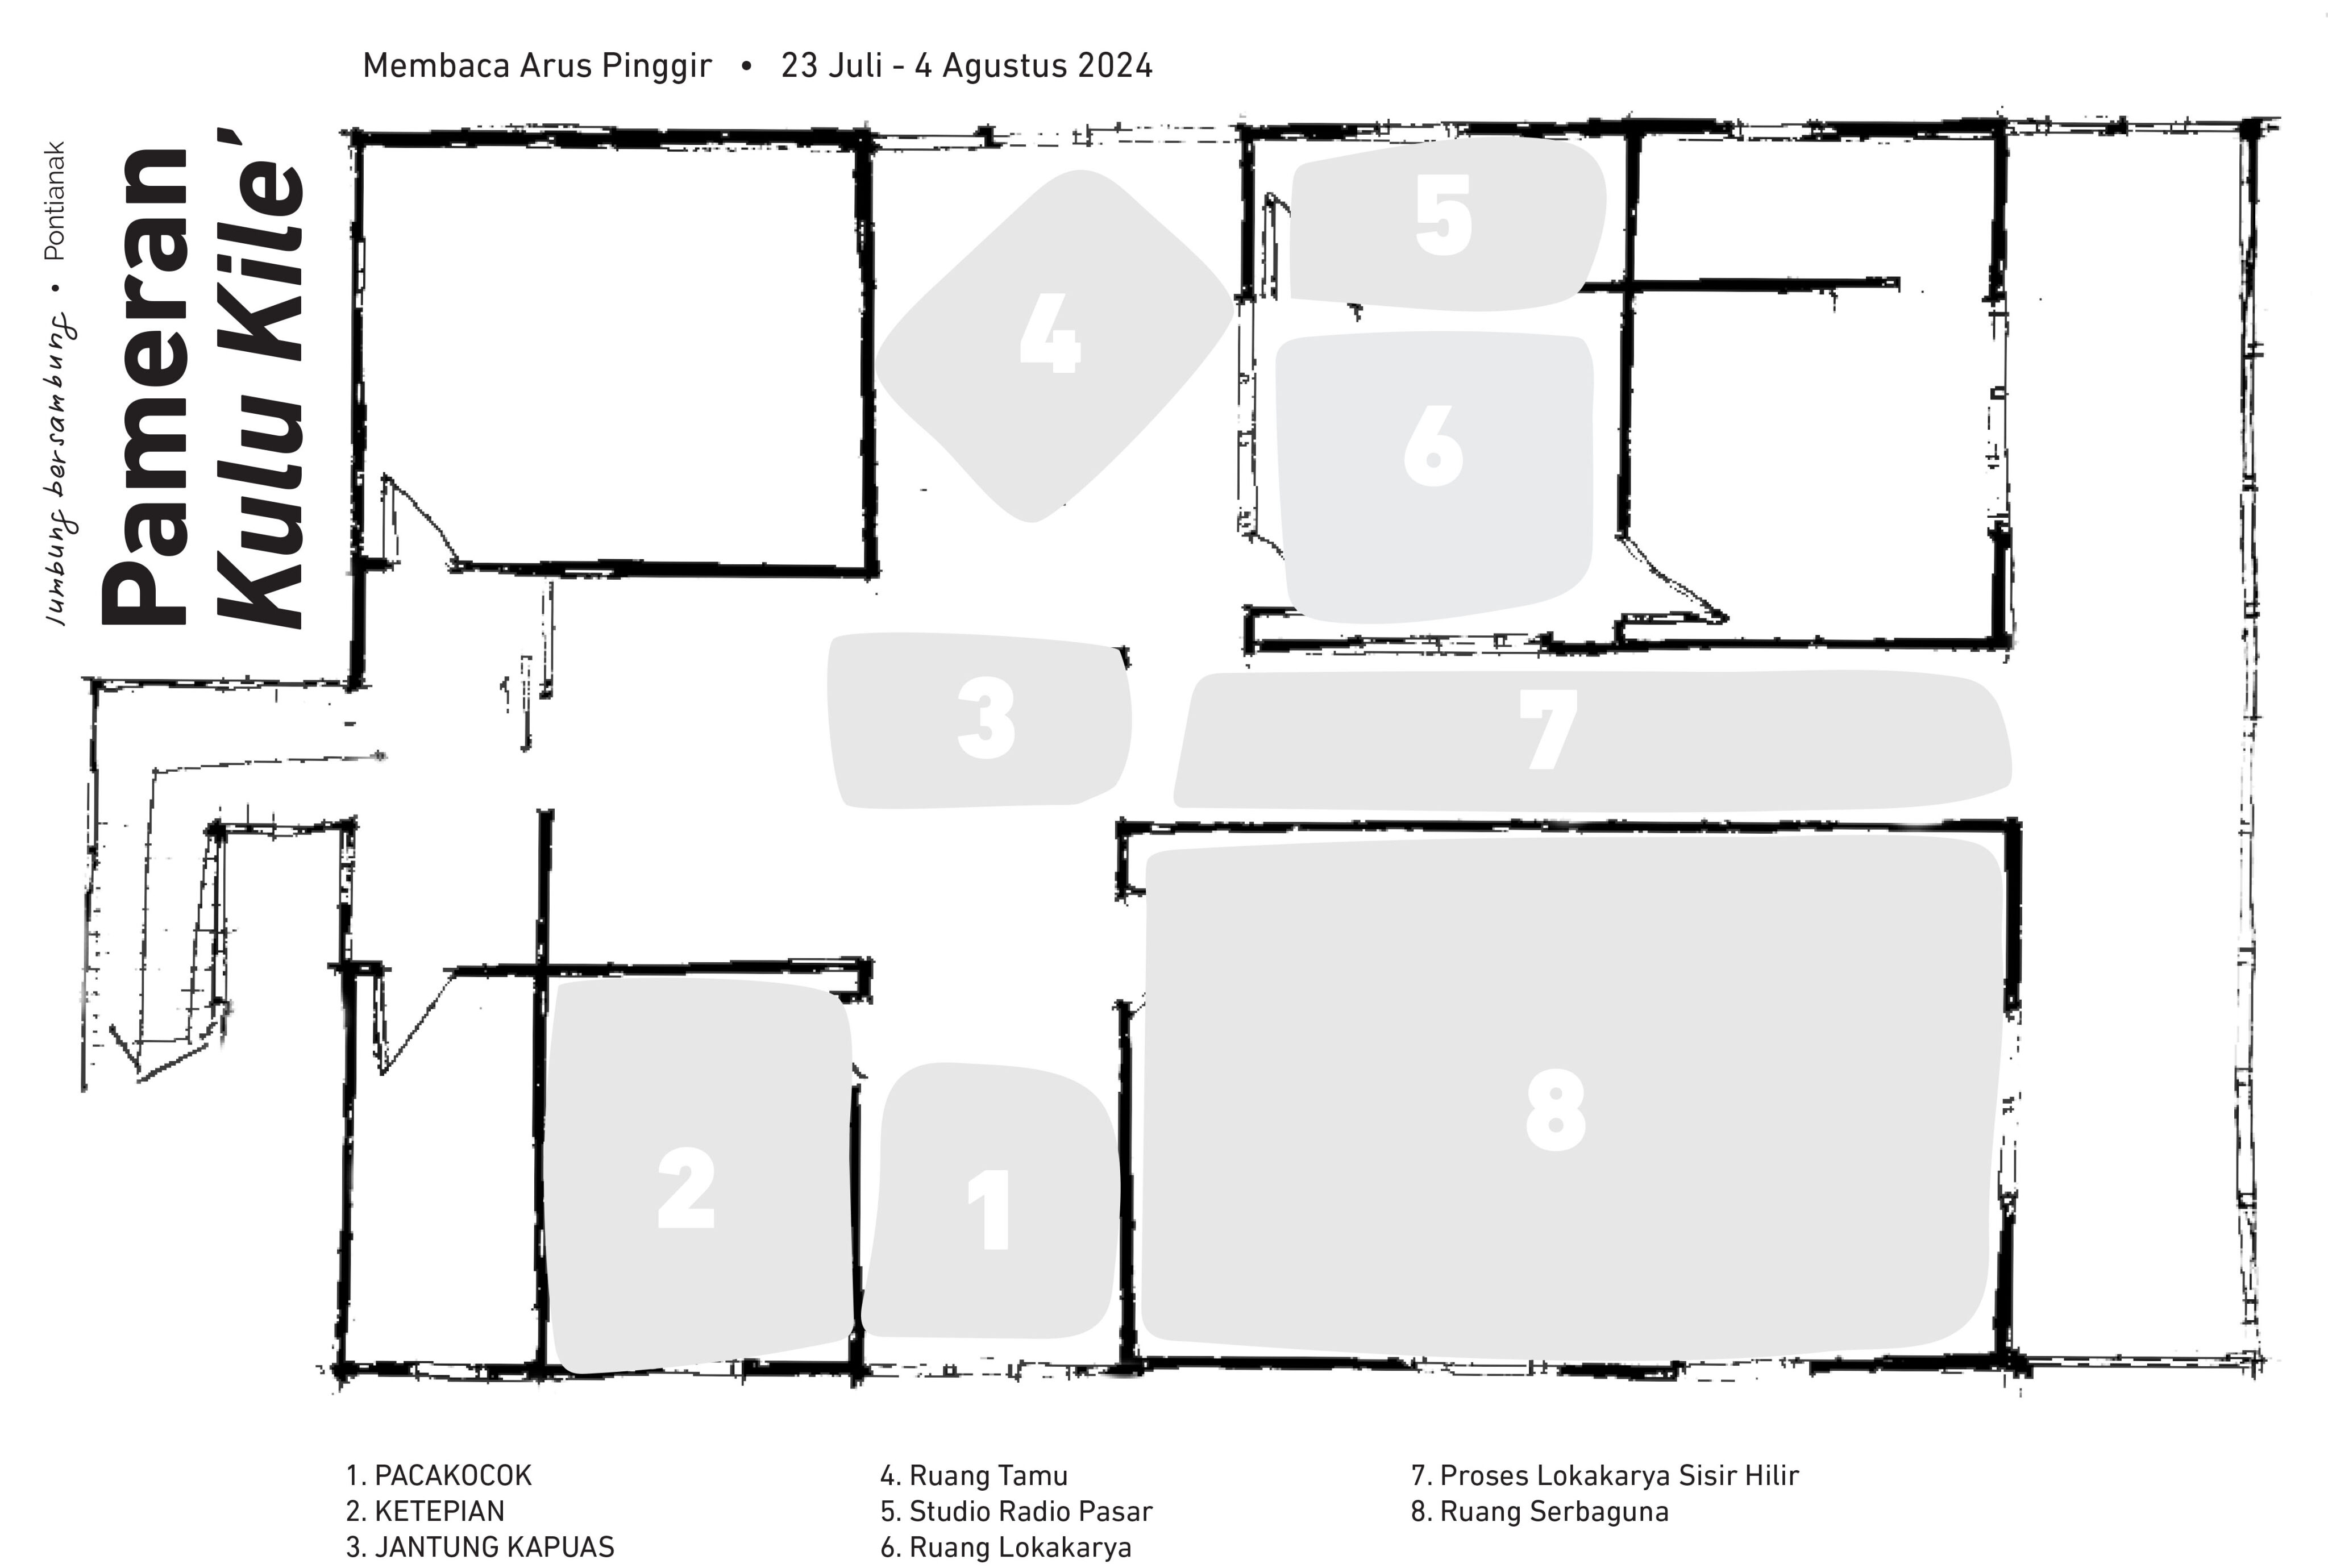 Membaca Arus Pinggir • 23 Juli - 4 Agustus 2024
Jumbung bersambung • Pontianak
Pameran
Kulu Kile'
5
4
6
3
7
8
2
1
1. PACAKOCOK
2. KETEPIAN
3. JANTUNG KAPUAS
4. Ruang Tamu
5. Studio Radio Pasar
6. Ruang Lokakarya
7. Proses Lokakarya Sisir Hilir
8. Ruang Serbaguna